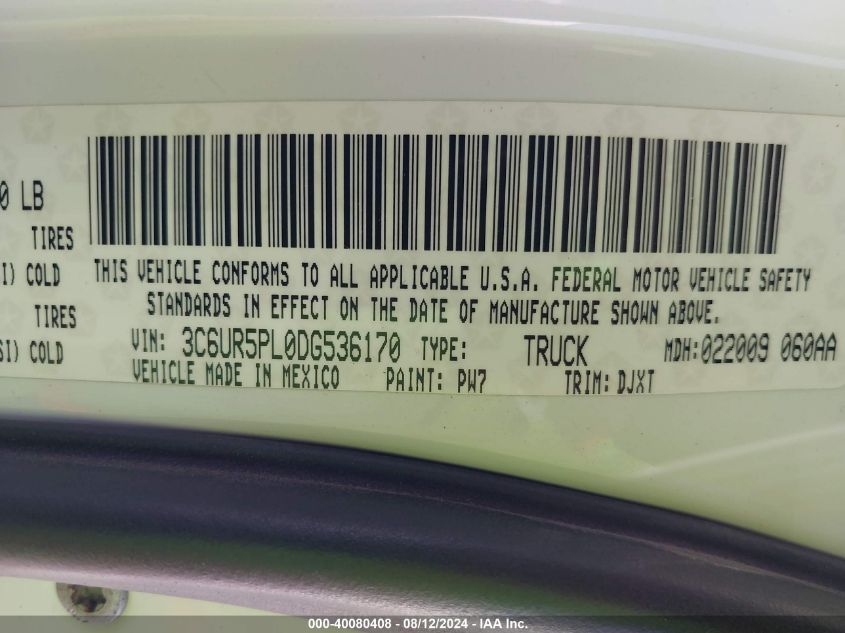 0 LB
TIRES
I) COLD
TIRES
SI) COLD
THIS VEHICLE CONFORMS TO ALL APPLICABLE U.S.A. FEDERAL MOTOR VEHICLE SAFETY
STANDARDS IN EFFECT ON THE DATE OF MANUFACTURE SHOWN ABOVE.
VIN: 3C6UR5PL0DG536170 TYPE: TRUCK MDH:022009 060AA
VEHICLE MADE IN MEXICO PAINT: PW7 TRIM: DJXT
000-40080408 - 08/12/2024 - IAA Inc.